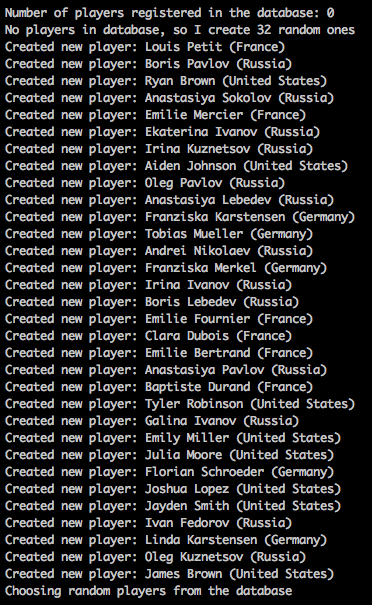 Number of players registered in the database: 0
No players in database, so I create 32 random ones
Created new player: Louis Petit (France)
Created new player: Boris Pavlov (Russia)
Created new player: Ryan Brown (United States)
Created new player: Anastasiya Sokolov (Russia)
Created new player: Emilie Mercier (France)
Created new player: Ekaterina Ivanov (Russia)
Created new player: Irina Kuznetsov (Russia)
Created new player: Aiden Johnson (United States)
Created new player: Oleg Pavlov (Russia)
Created new player: Anastasiya Lebedev (Russia)
Created new player: Franziska Karstensen (Germany)
Created new player: Tobias Mueller (Germany)
Created new player: Andrei Nikolaev (Russia)
Created new player: Franziska Merkel (Germany)
Created new player: Irina Ivanov (Russia)
Created new player: Boris Lebedev (Russia)
Created new player: Emilie Fournier (France)
Created new player: Clara Dubois (France)
Created new player: Emilie Bertrand (France)
Created new player: Anastasiya Pavlov (Russia)
Created new player: Baptiste Durand (France)
Created new player: Tyler Robinson (United States)
Created new player: Galina Ivanov (Russia)
Created new player: Emily Miller (United States)
Created new player: Julia Moore (United States)
Created new player: Florian Schroeder (Germany)
Created new player: Joshua Lopez (United States)
Created new player: Jayden Smith (United States)
Created new player: Ivan Fedorov (Russia)
Created new player: Linda Karstensen (Germany)
Created new player: Oleg Kuznetsov (Russia)
Created new player: James Brown (United States)
Choosing random players from the database